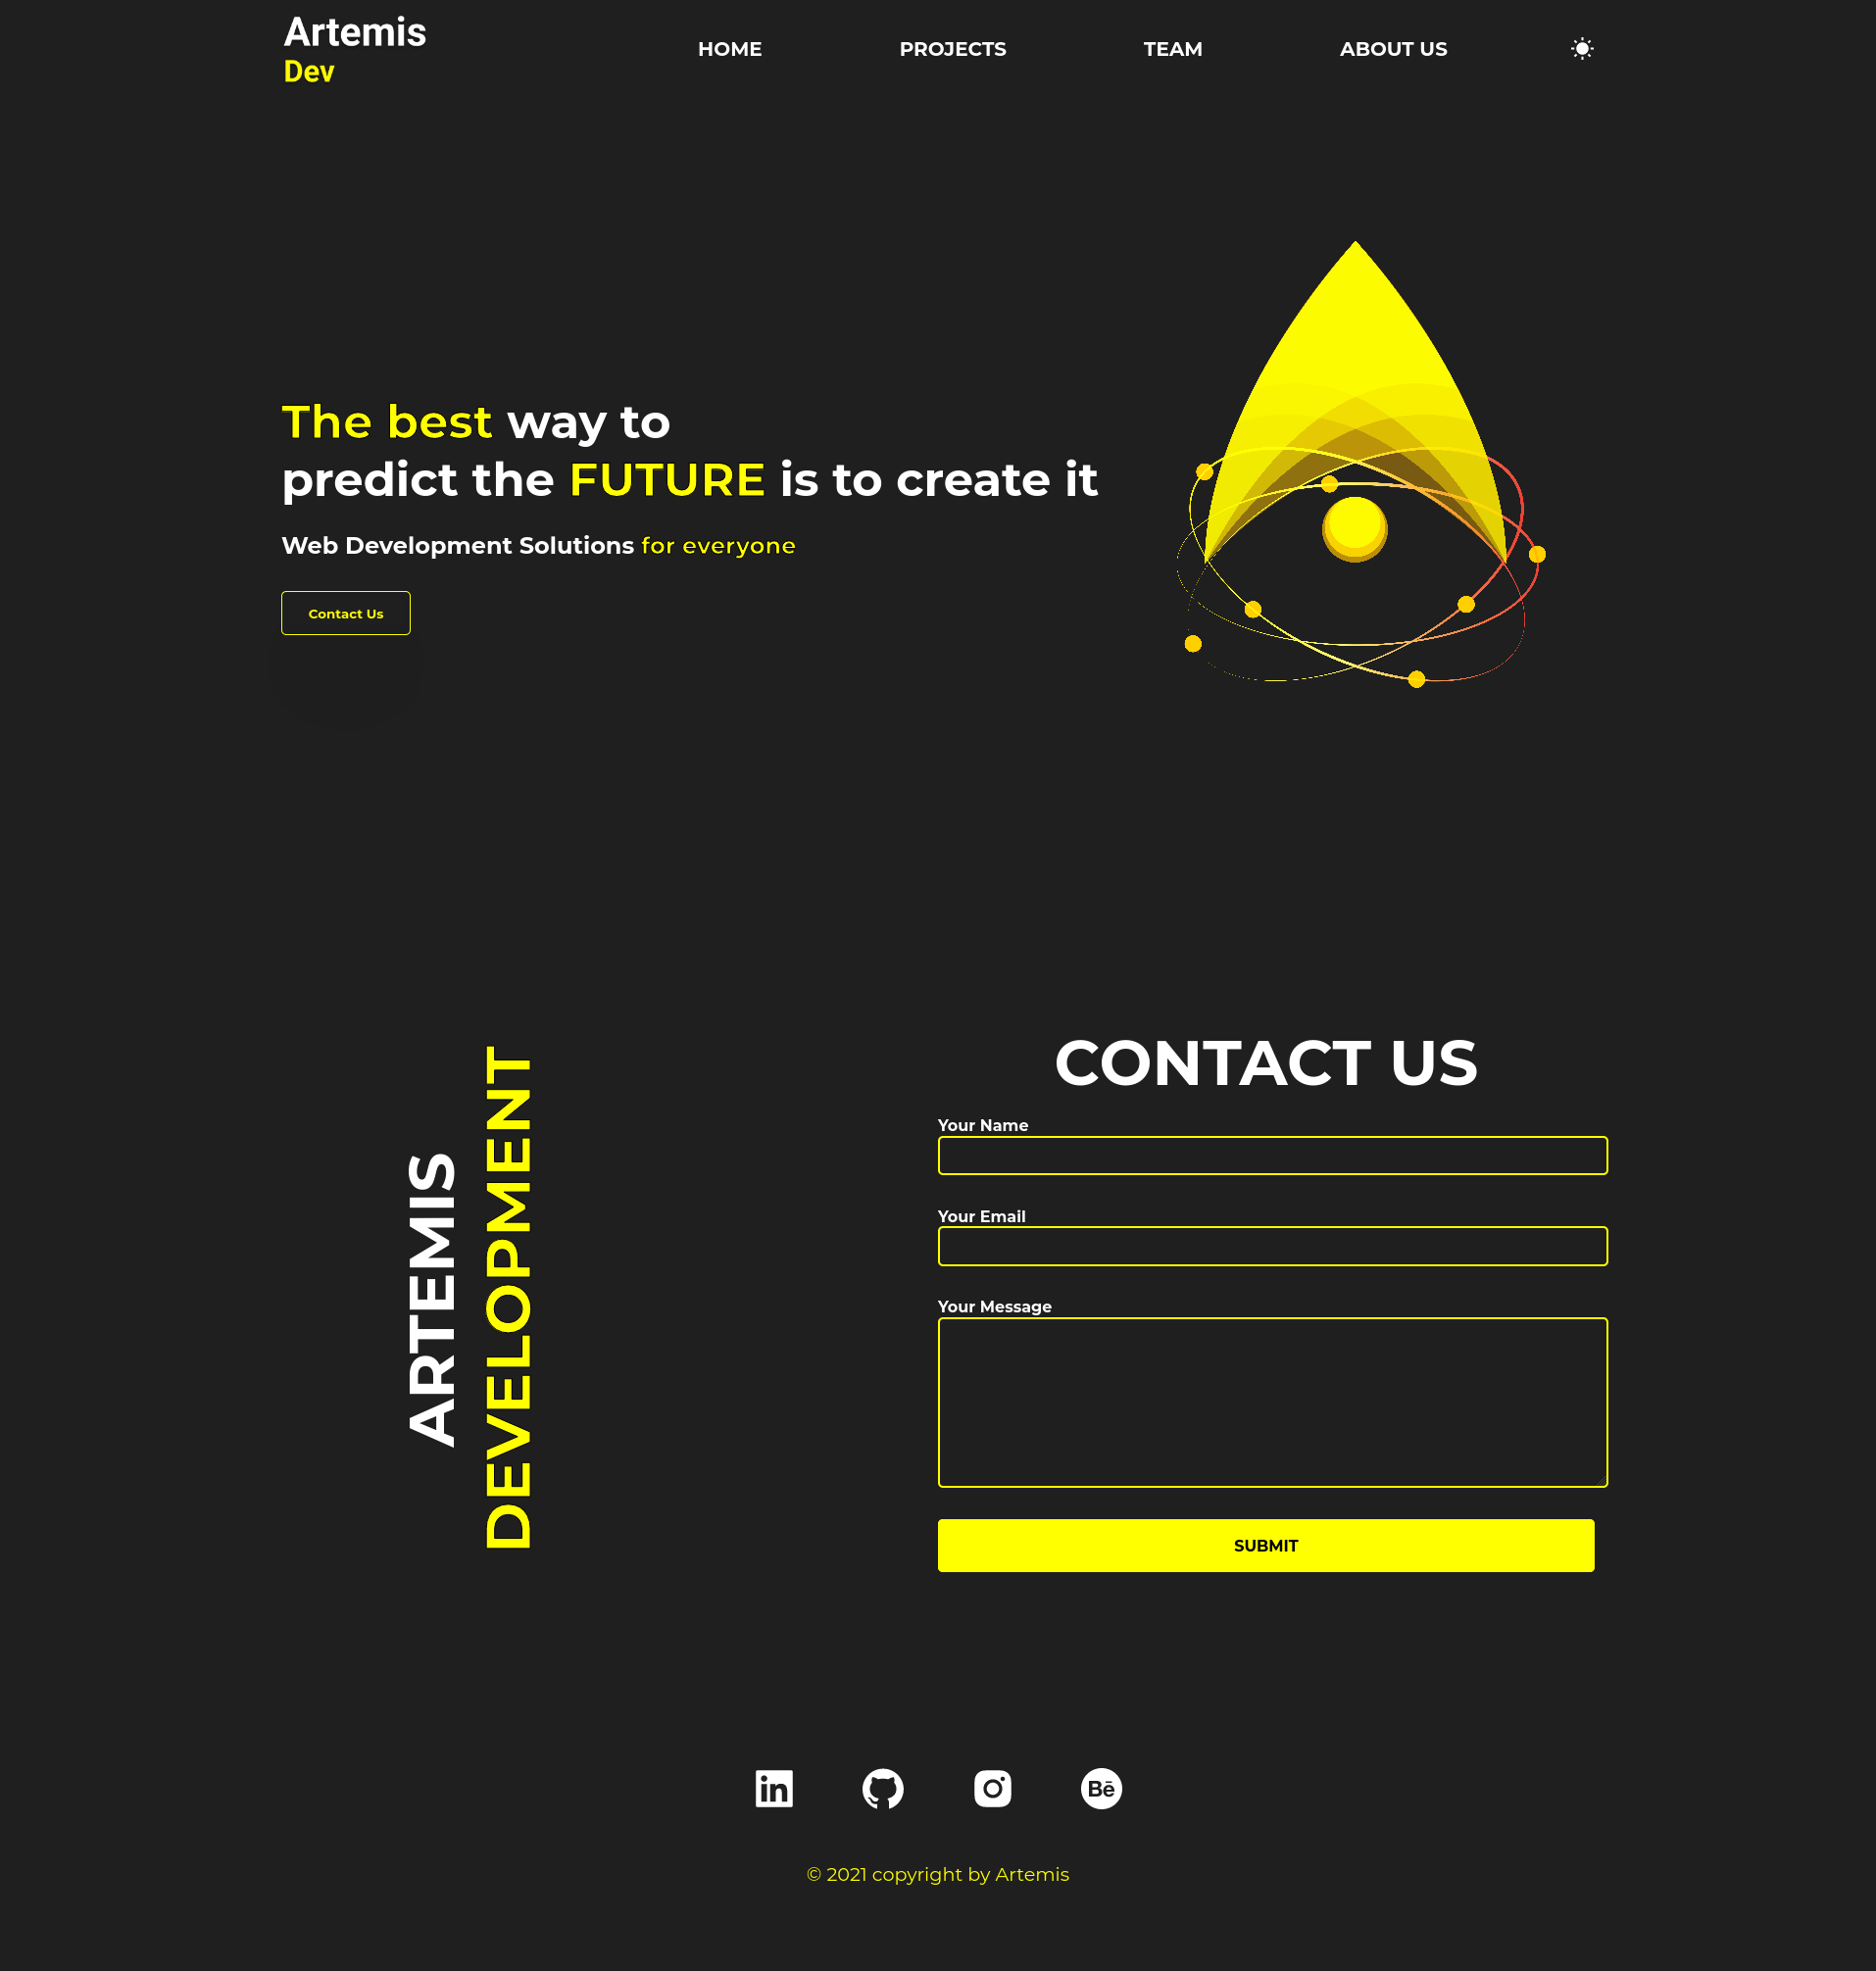 Artemis
Dev
HOME
PROJECTS
TEAM
ABOUT US
The best way to
predict the FUTURE is to create it
Web Development Solutions for everyone
Contact Us
ARTEMIS
DEVELOPMENT
CONTACT US
Your Name
Your Email
Your Message
SUBMIT
in
Bē
© 2021 copyright by Artemis